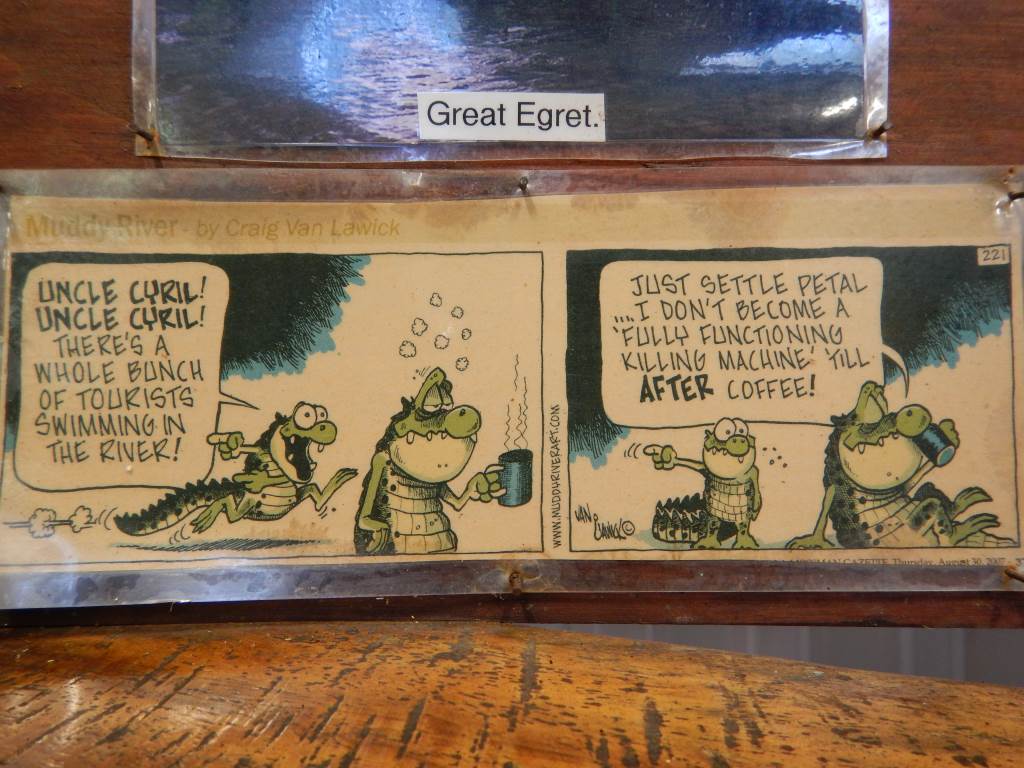 Great Egret.
Muddy River - by Craig Van Lawick
UNCLE CYRIL!
UNCLE CYRIL!
THERE'S A
WHOLE BUNCH
OF TOURISTS
SWIMMING IN
THE RIVER!
WWW.MUDDYRIVERART.COM
221
JUST SETTLE PETAL
...I DON'T BECOME A
'FULLY FUNCTIONING
KILLING MACHINE' 'TILL
AFTER COFFEE!
VAN LAWICK ©
GAZETTE, Thursday, August 30, 2007